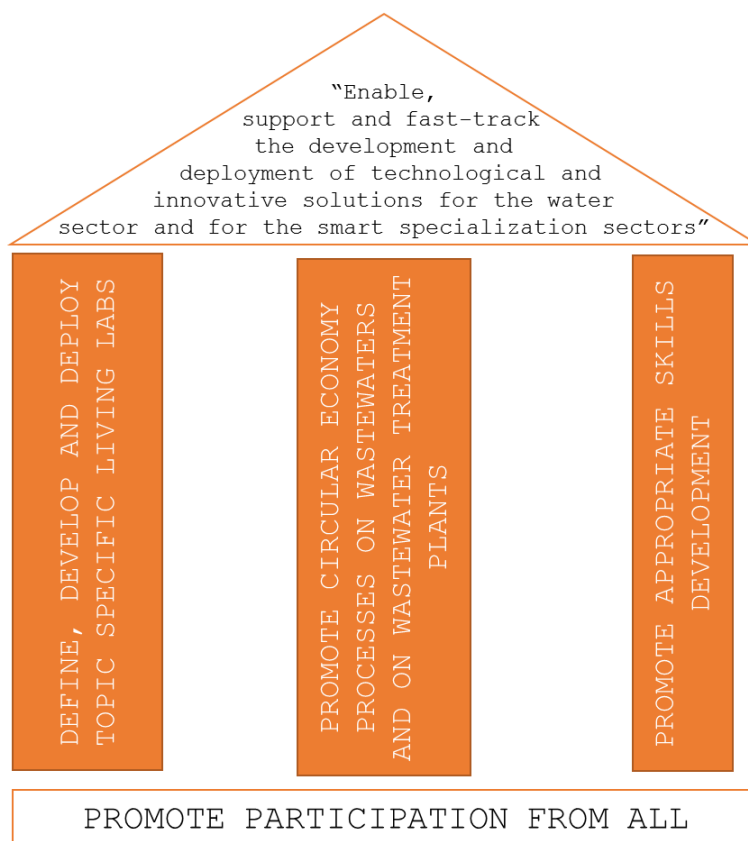 “Enable,
support and fast-track
the development and
deployment of technological and
innovative solutions for the water
sector and for the smart specialization sectors”
DEFINE, DEVELOP AND DEPLOY
TOPIC SPECIFIC LIVING LABS
PROMOTE CIRCULAR ECONOMY
PROCESSES ON WASTEWATERS
AND ON WASTEWATER TREATMENT
PLANTS
PROMOTE APPROPRIATE SKILLS
DEVELOPMENT
PROMOTE PARTICIPATION FROM ALL